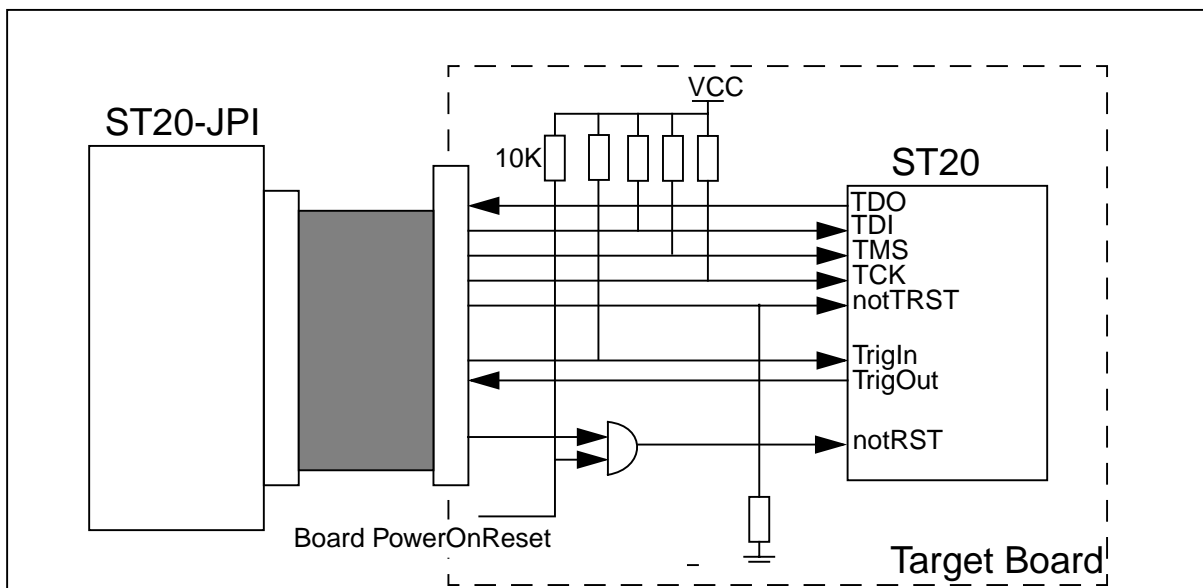 VCC
ST20-JPI
10K
ST20
TDO
TDI
TMS
TCK
notTRST
TrigIn
TrigOut
notRST
Board PowerOnReset
Target Board